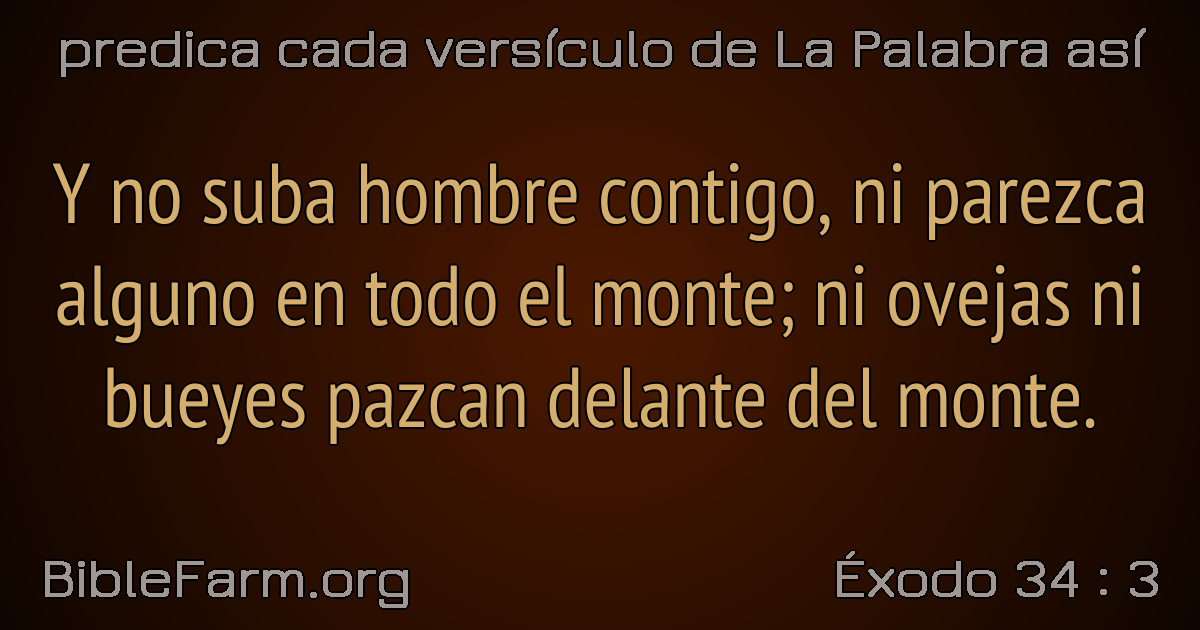 predica cada versículo de La Palabra así
Y no suba hombre contigo, ni parezca
alguno en todo el monte; ni ovejas ni
bueyes pazcan delante del monte.
BibleFarm.org
Éxodo 34 : 3